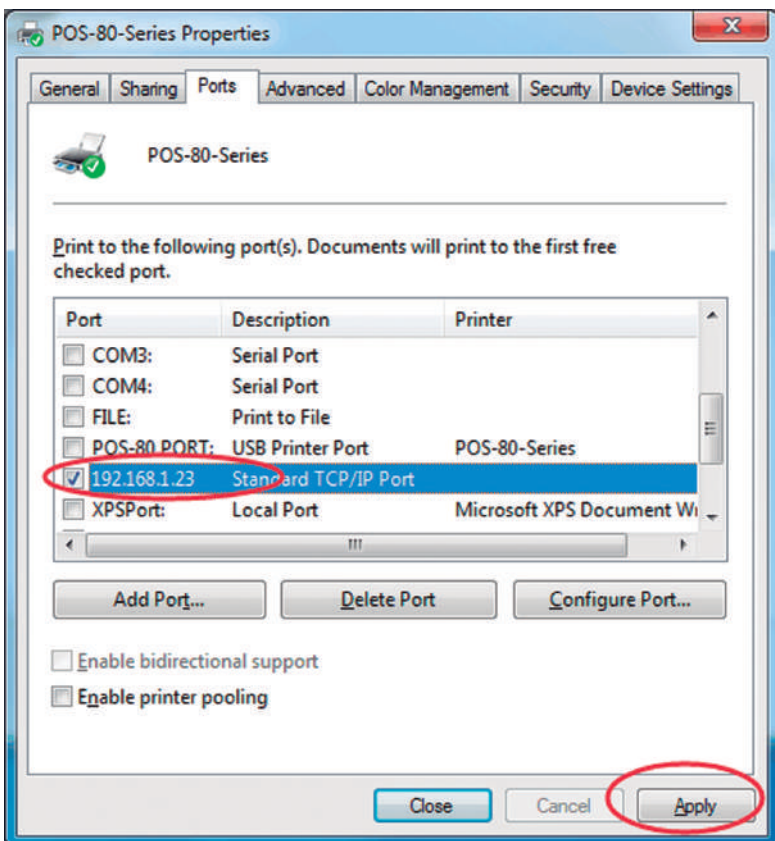 POS-80-Series Properties
General Sharing Ports Advanced Color Management Security Device Settings
POS-80-Series
Print to the following port(s). Documents will print to the first free
checked port.
Port Description Printer
COM3: Serial Port
COM4: Serial Port
FILE: Print to File
POS-80 PORT: USB Printer Port POS-80-Series
192.168.1.23 Standard TCP/IP Port
XPSPort: Local Port Microsoft XPS Document Wr
Add Port... Delete Port Configure Port...
Enable bidirectional support
Enable printer pooling
Close Cancel Apply